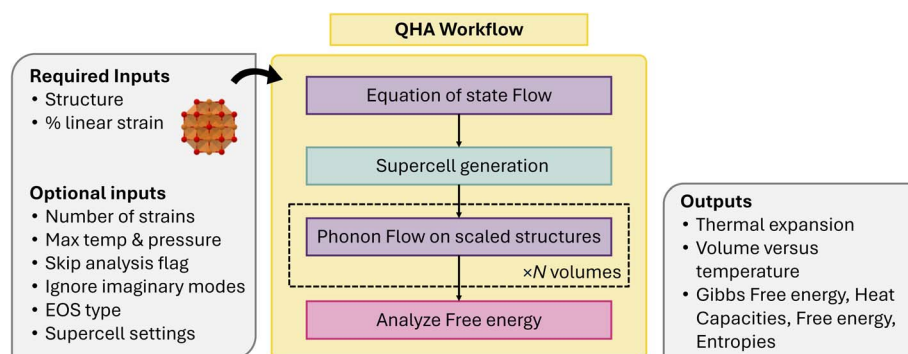 QHA Workflow
Required Inputs
• Structure
• % linear strain
Optional inputs
• Number of strains
• Max temp & pressure
• Skip analysis flag
• Ignore imaginary modes
• EOS type
• Supercell settings
Equation of state Flow
Supercell generation
Phonon Flow on scaled structures
×N volumes
Analyze Free energy
Outputs
• Thermal expansion
• Volume versus
temperature
• Gibbs Free energy, Heat
Capacities, Free energy,
Entropies